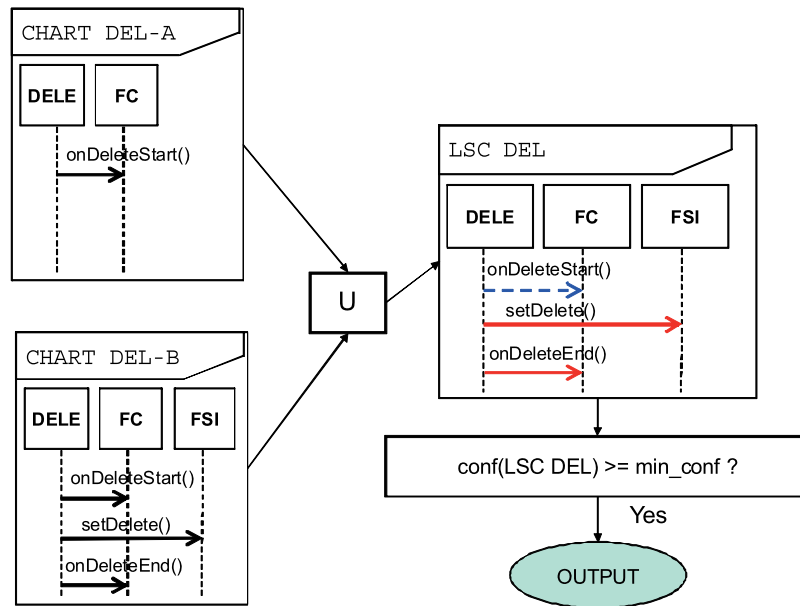 CHART DEL-A
DELE
FC
onDeleteStart()
CHART DEL-B
DELE
FC
FSI
onDeleteStart()
setDelete()
onDeleteEnd()
U
LSC DEL
DELE
FC
FSI
onDeleteStart()
setDelete()
onDeleteEnd()
conf(LSC DEL) >= min_conf ?
Yes
OUTPUT